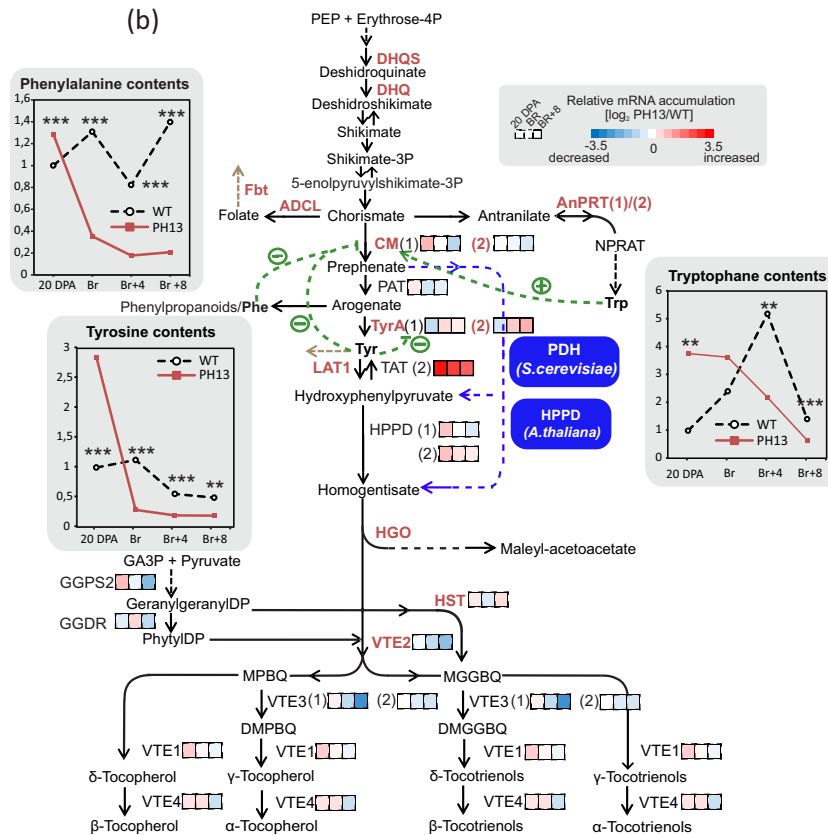 (b)
PEP + Erythrose-4P
DHQS
Deshidroquinate
DHQ
Deshidroshikimate
Shikimate
Shikimate-3P
5-enolpyruvylshikimate-3P
Fbt
ADCL
Folate
Chorismate
Antranilate
AnPRT(1)/(2)
NPRAT
Trp
CM(1)
(2)
Prephenate
PAT
Phenylpropanoids/Phe
Arogenate
TyrA(1)
(2)
Tyr
LAT1
TAT (2)
Hydroxyphenylpyruvate
HPPD (1)
(2)
Homogentisate
PDH
(S.cerevisiae)
HPPD
(A.thaliana)
HGO
Maleyl-acetoacetate
20 DPA
BR
BR+8
Relative mRNA accumulation
[log₂ PH13/WT]
-3.5
0
3.5
decreased
increased
Phenylalanine contents
1,6
1,4
1,2
1
0,8
0,6
0,4
0,2
0
***
***
***
***
WT
PH13
20 DPA
Br
Br+4
Br +8
Tyrosine contents
3
2,5
2
1,5
1
0,5
0
***
***
***
**
WT
PH13
20 DPA
Br
Br+4
Br+8
Tryptophane contents
6
5
4
3
2
1
0
**
**
***
WT
PH13
20 DPA
Br
Br+4
Br+8
GA3P + Pyruvate
GGPS2
GeranylgeranylDP
GGDR
PhytylDP
HST
VTE2
MPBQ
MGGBQ
VTE3(1)
(2)
VTE3(1)
(2)
DMPBQ
DMGGBQ
VTE1
VTE1
VTE1
VTE1
δ-Tocopherol
γ-Tocopherol
δ-Tocotrienols
γ-Tocotrienols
VTE4
VTE4
VTE4
VTE4
β-Tocopherol
α-Tocopherol
β-Tocotrienols
α-Tocotrienols